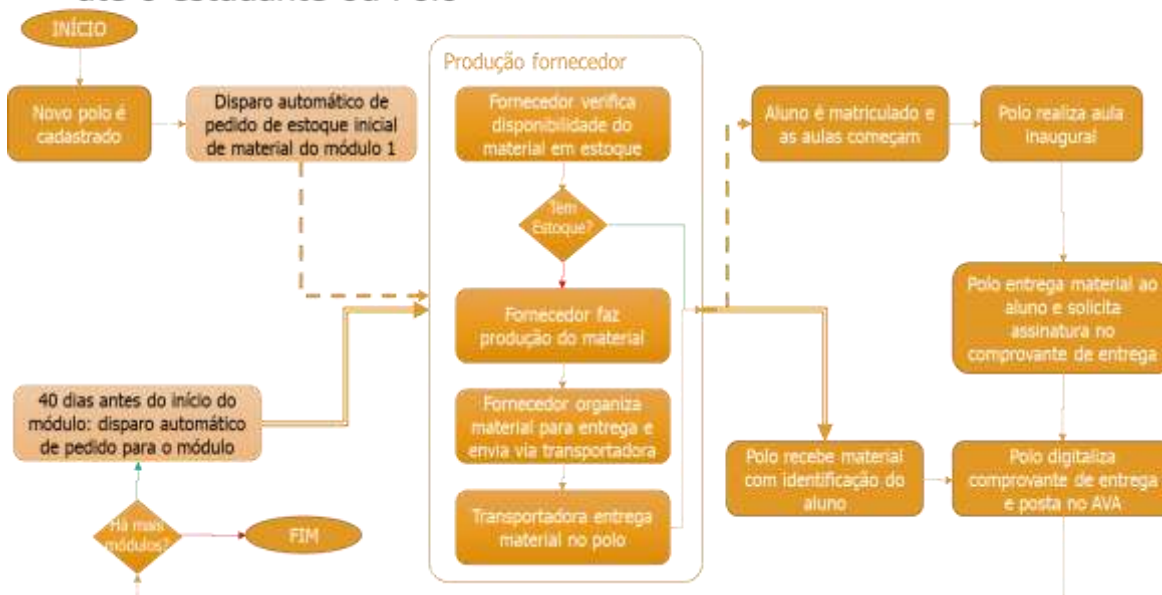 até o estudante ou Polo
INÍCIO
Novo polo é
cadastrado
Disparo automático de
pedido de estoque inicial
de material do módulo 1
Produção fornecedor
Fornecedor verifica
disponibilidade do
material em estoque
Tem
Estoque?
Fornecedor faz
produção do material
Fornecedor organiza
material para entrega e
envia via transportadora
Transportadora entrega
material no polo
Aluno é matriculado e
as aulas começam
Polo realiza aula
inaugural
Polo entrega material ao
aluno e solicita
assinatura no
comprovante de entrega
Polo recebe material
com identificação do
aluno
Polo digitaliza
comprovante de entrega
e posta no AVA
40 dias antes do início do
módulo: disparo automático
de pedido para o módulo
Há mais
módulos?
FIM